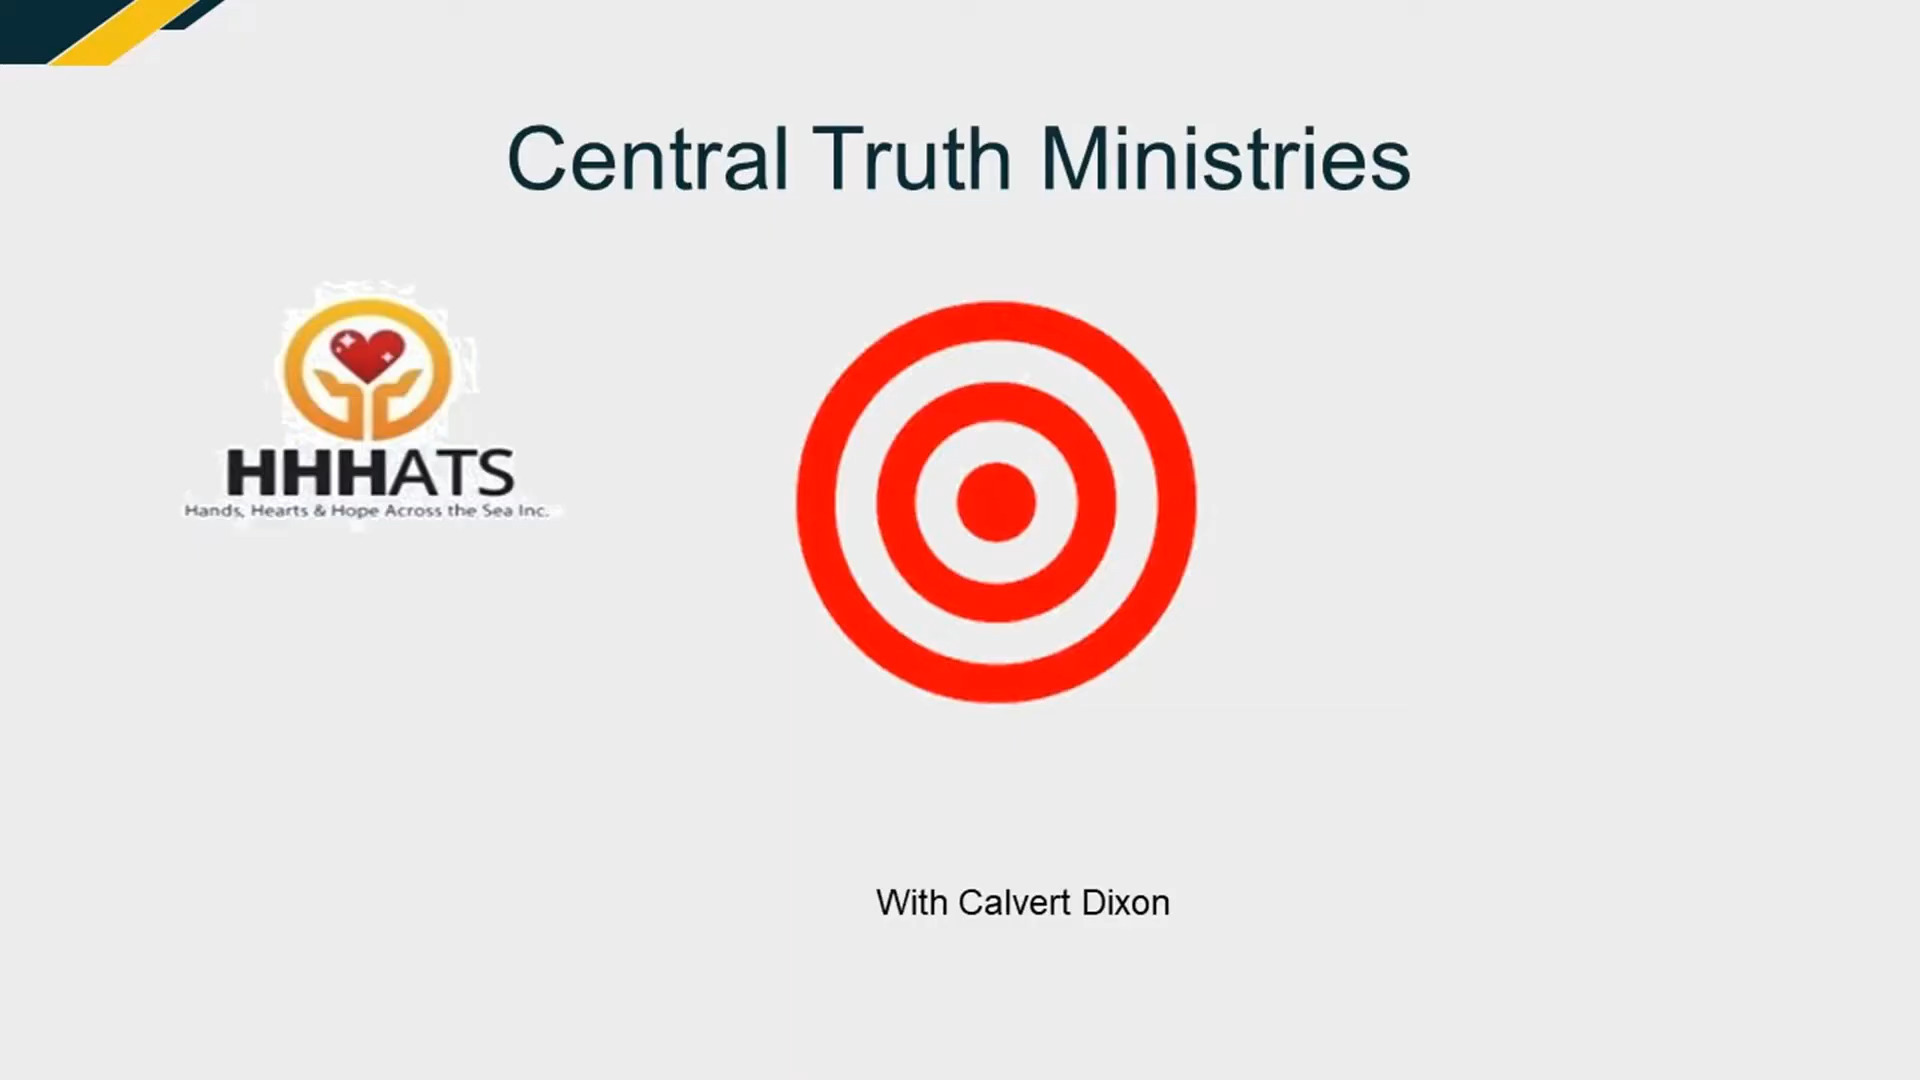 Central Truth Ministries
HHHATS
Hands, Hearts & Hope Across the Sea Inc.
With Calvert Dixon